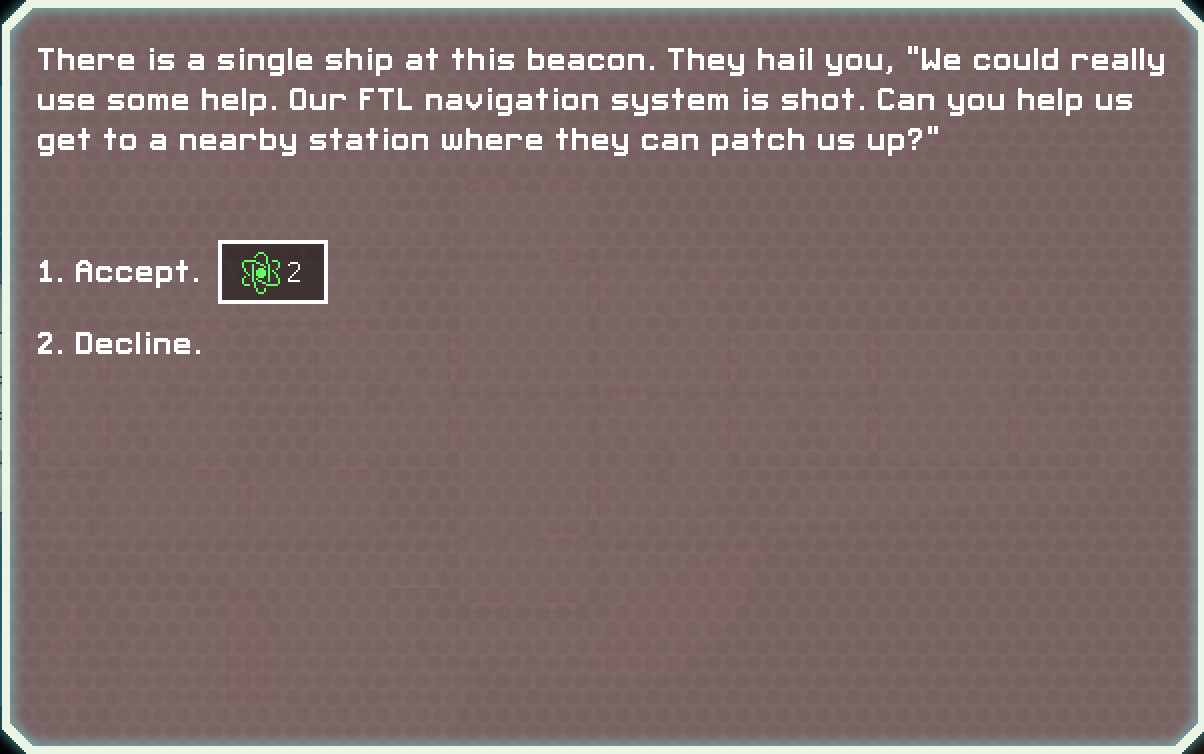 There is a single ship at this beacon. They hail you, "We could really
use some help. Our FTL navigation system is shot. Can you help us
get to a nearby station where they can patch us up?"
1. Accept. 2
2. Decline.